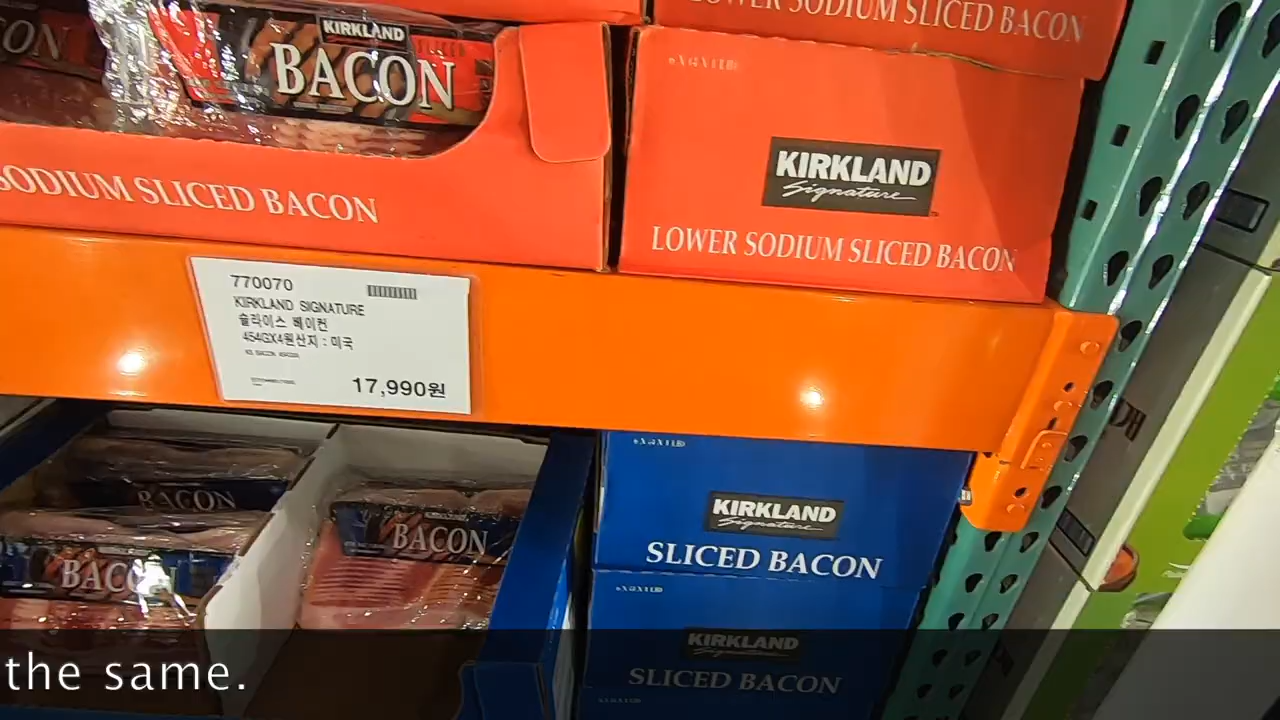 LOWER SODIUM SLICED BACON
KIRKLAND
BACON
SODIUM SLICED BACON
KIRKLAND
Signature
LOWER SODIUM SLICED BACON
770070
KIRKLAND SIGNATURE
슬라이스 베이컨
454GX4원산지 : 미국
17,990원
BACON
BACON
BACON
KIRKLAND
Signature
SLICED BACON
KIRKLAND
Signature
SLICED BACON
the same.